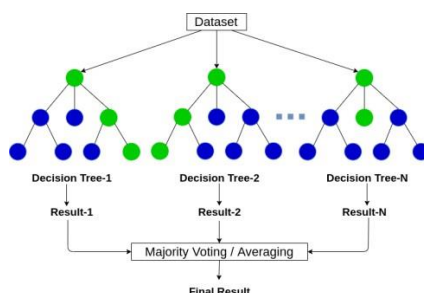 Dataset
Decision Tree-1 Decision Tree-2 Decision Tree-N
Result-1 Result-2 Result-N
Majority Voting / Averaging
Final Result